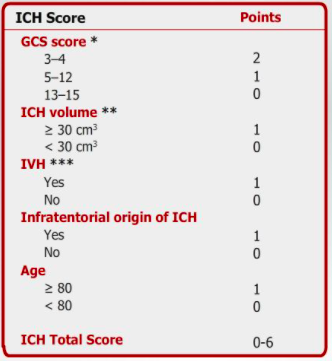 ICH Score Points
GCS score *
3–4 2
5–12 1
13–15 0
ICH volume **
≥ 30 cm³ 1
< 30 cm³ 0
IVH ***
Yes 1
No 0
Infratentorial origin of ICH
Yes 1
No 0
Age
≥ 80 1
< 80 0
ICH Total Score 0-6